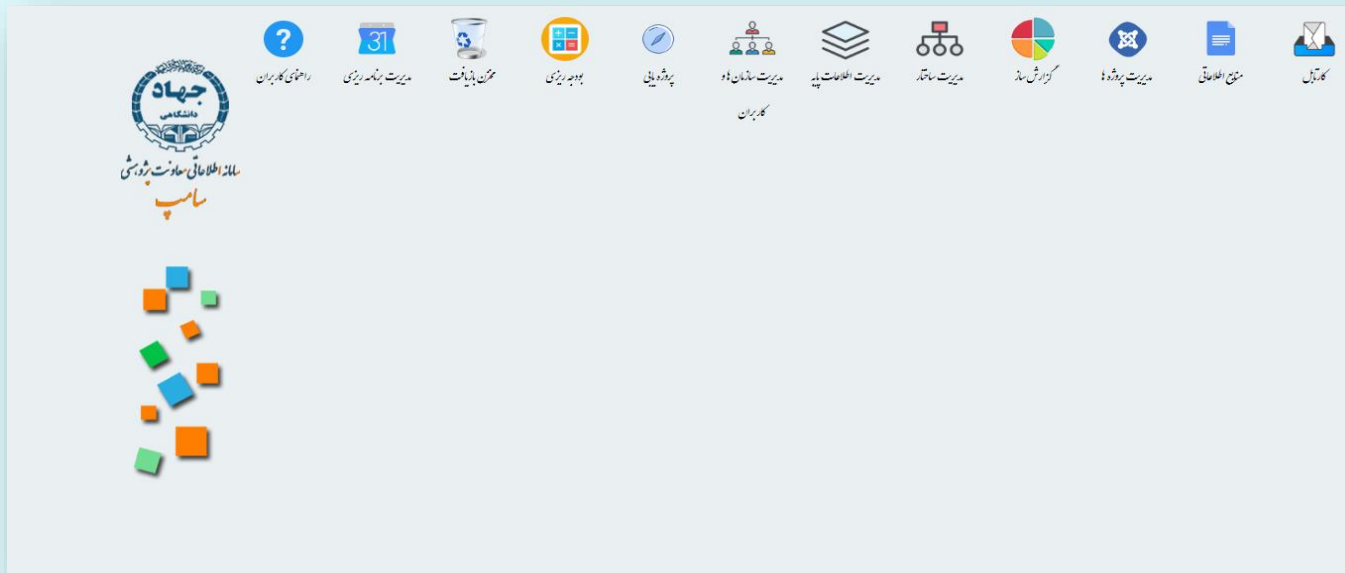 کارتابل
منابع اطلاعاتی
مدیریت پروژه ها
گزارش ساز
مدیریت ساختار
مدیریت اطلاعات پایه
مدیریت سازمان ها و
کاربران
پروژه یابی
بودجه ریزی
مخزن بازیافت
31
مدیریت برنامه ریزی
?
راهنمای کاربران
جهاد
دانشگاهی
سامانه اطلاعاتی معاونت پژوهشی
سامپ